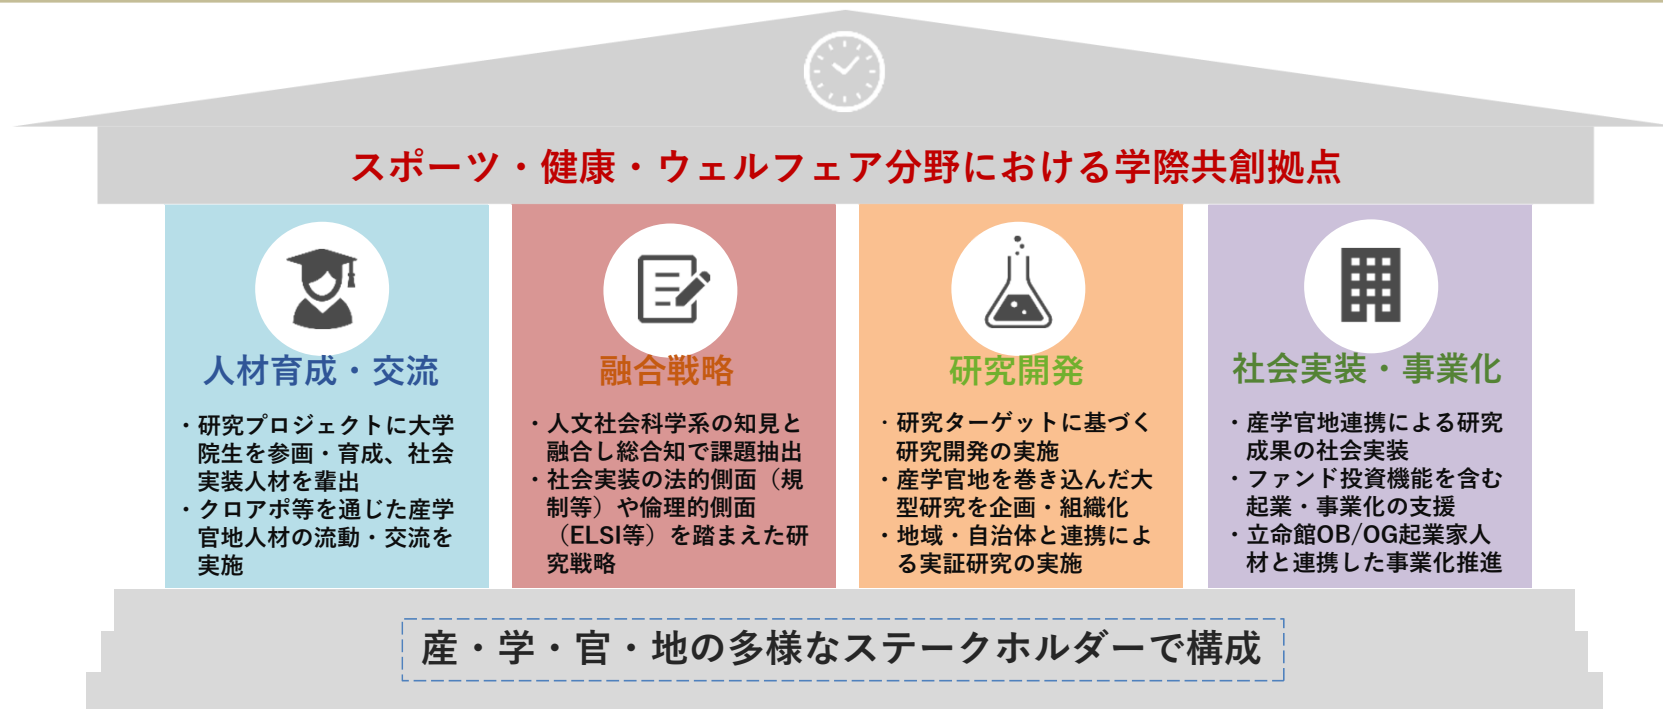 スポーツ・健康・ウェルフェア分野における学際共創拠点
人材育成・交流
・研究プロジェクトに大学
院生を参画・育成、社会
実装人材を輩出
・クロアポ等を通じた産学
官地人材の流動・交流を
実施
融合戦略
・人文社会科学系の知見と
融合し総合知で課題抽出
・社会実装の法的側面（規
制等）や倫理的側面
（ELSI等）を踏まえた研
究戦略
研究開発
・研究ターゲットに基づく
研究開発の実施
・産学官地を巻き込んだ大
型研究を企画・組織化
・地域・自治体と連携によ
る実証研究の実施
社会実装・事業化
・産学官地連携による研究
成果の社会実装
・ファンド投資機能を含む
起業・事業化の支援
・立命館OB/OG起業家人
材と連携した事業化推進
産・学・官・地の多様なステークホルダーで構成